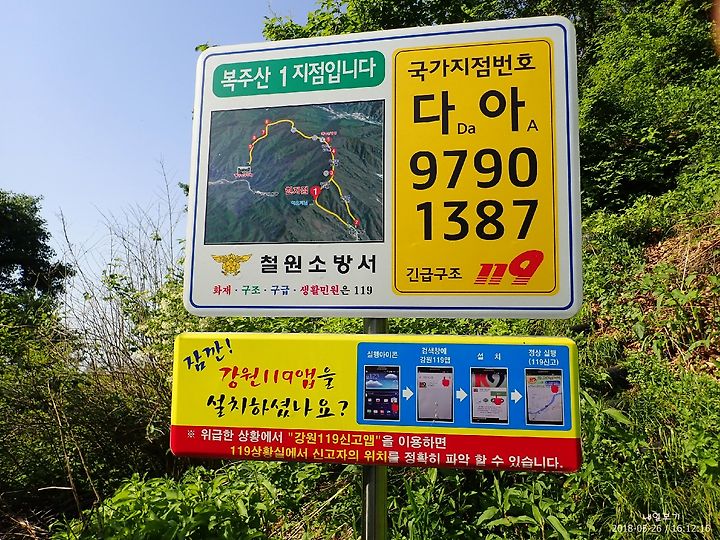 복주산 1 지점입니다
현지점 1
철원소방서
화재 · 구조 · 구급 · 생활민원은 119
국가지점번호
다 Da 아 A
9790
1387
긴급구조 119
잠깐!
강원119앱을
설치하셨나요?
실행아이콘
검색창에
강원119앱
설 치
정상 실행
(119신고)
※ 위급한 상황에서 "강원119신고앱"을 이용하면
119상황실에서 신고자의 위치를 정확히 파악 할 수 있습니다.
2018-05-26 / 16:12:16